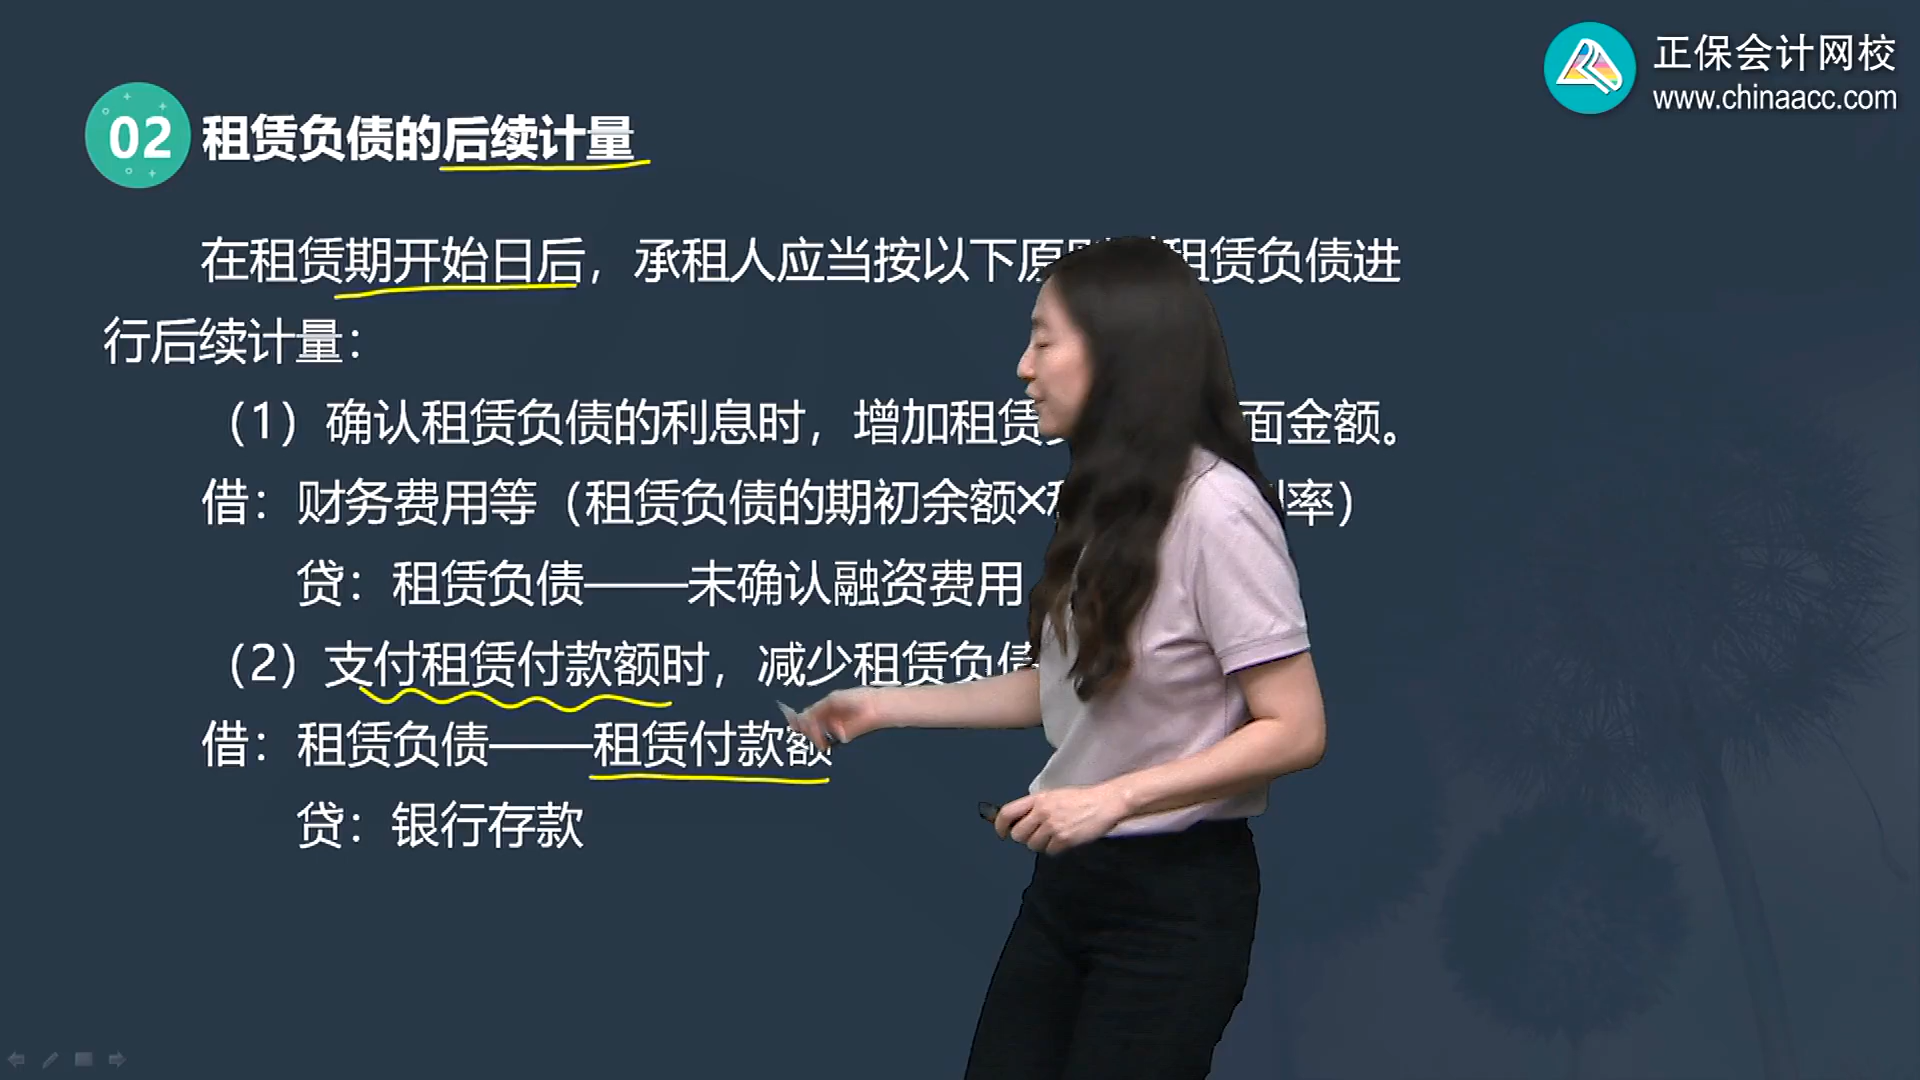 正保会计网校
www.chinaacc.com
02 租赁负债的后续计量
在租赁期开始日后，承租人应当按以下原 租赁负债进
行后续计量：
（1）确认租赁负债的利息时，增加租赁 面金额。
借：财务费用等（租赁负债的期初余额× 率）
贷：租赁负债——未确认融资费用
（2）支付租赁付款额时，减少租赁负债
借：租赁负债——租赁付款额
贷：银行存款